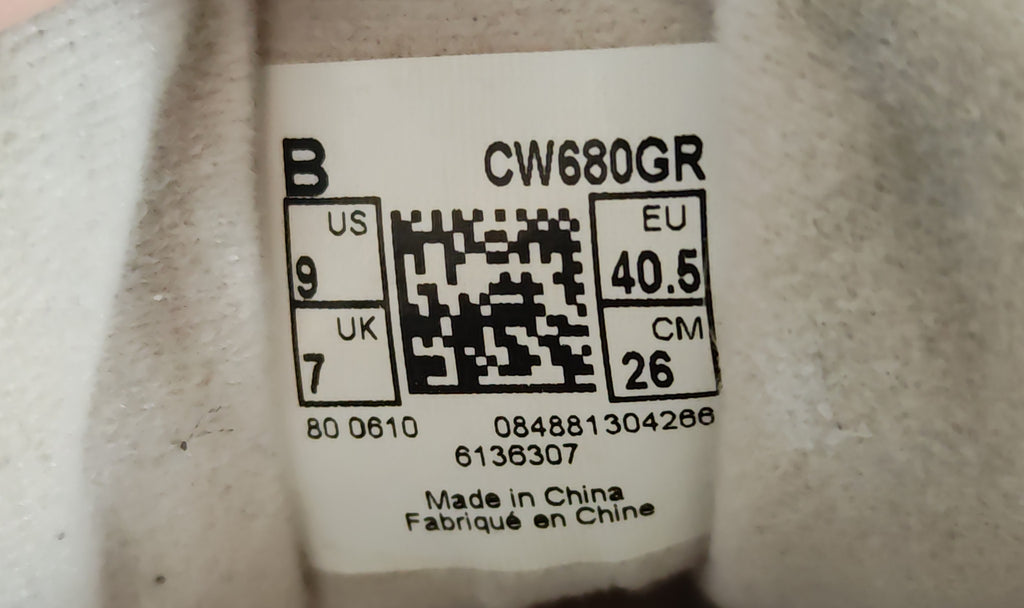 B CW680GR
US EU
9 40.5
UK CM
7 26
80 0610 084881304266
6136307
Made in China
Fabriqué en Chine